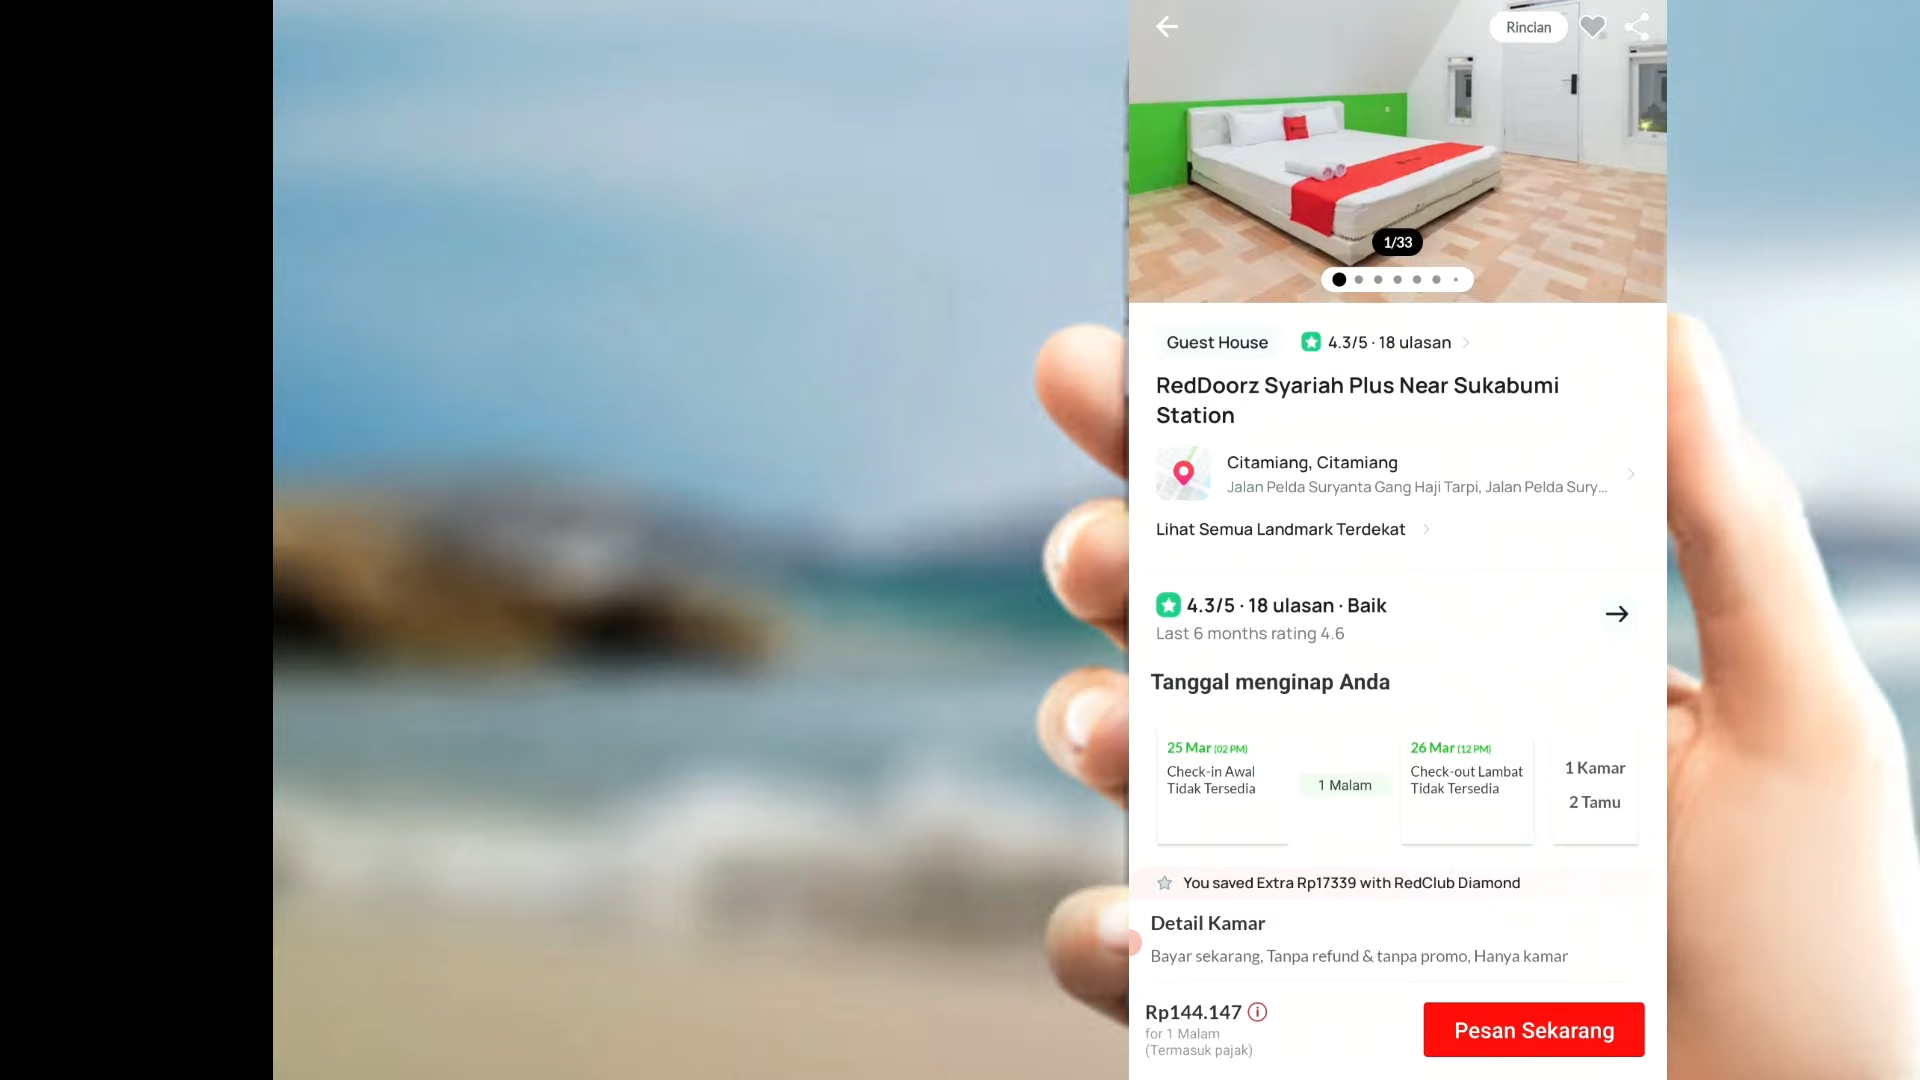 Rincian
1/33
Guest House
4.3/5 · 18 ulasan
RedDoorz Syariah Plus Near Sukabumi
Station
Citamiang, Citamiang
Jalan Pelda Suryanta Gang Haji Tarpi, Jalan Pelda Sury...
Lihat Semua Landmark Terdekat
4.3/5 · 18 ulasan · Baik
Last 6 months rating 4.6
Tanggal menginap Anda
25 Mar (02 PM)
Check-in Awal
Tidak Tersedia
1 Malam
26 Mar (12 PM)
Check-out Lambat
Tidak Tersedia
1 Kamar
2 Tamu
You saved Extra Rp17339 with RedClub Diamond
Detail Kamar
Bayar sekarang, Tanpa refund & tanpa promo, Hanya kamar
Rp144.147
for 1 Malam
(Termasuk pajak)
Pesan Sekarang